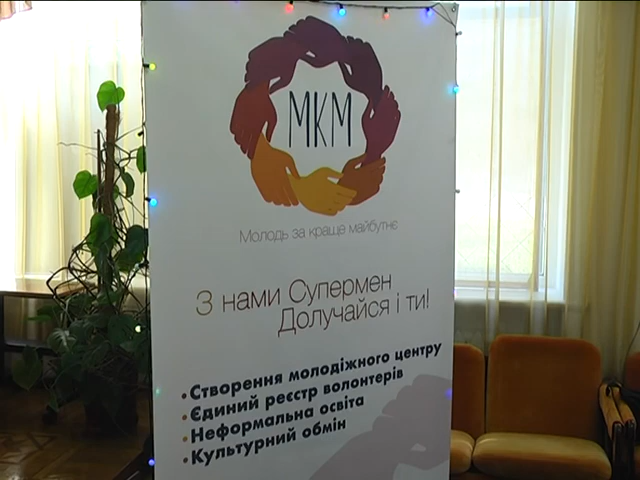 МКМ
Молодь за краще майбутнє
З нами Супермен
Долучайся і ти!
•Створення молодіжного центру
•Єдиний реєстр волонтерів
•Неформальна освіта
•Культурний обмін